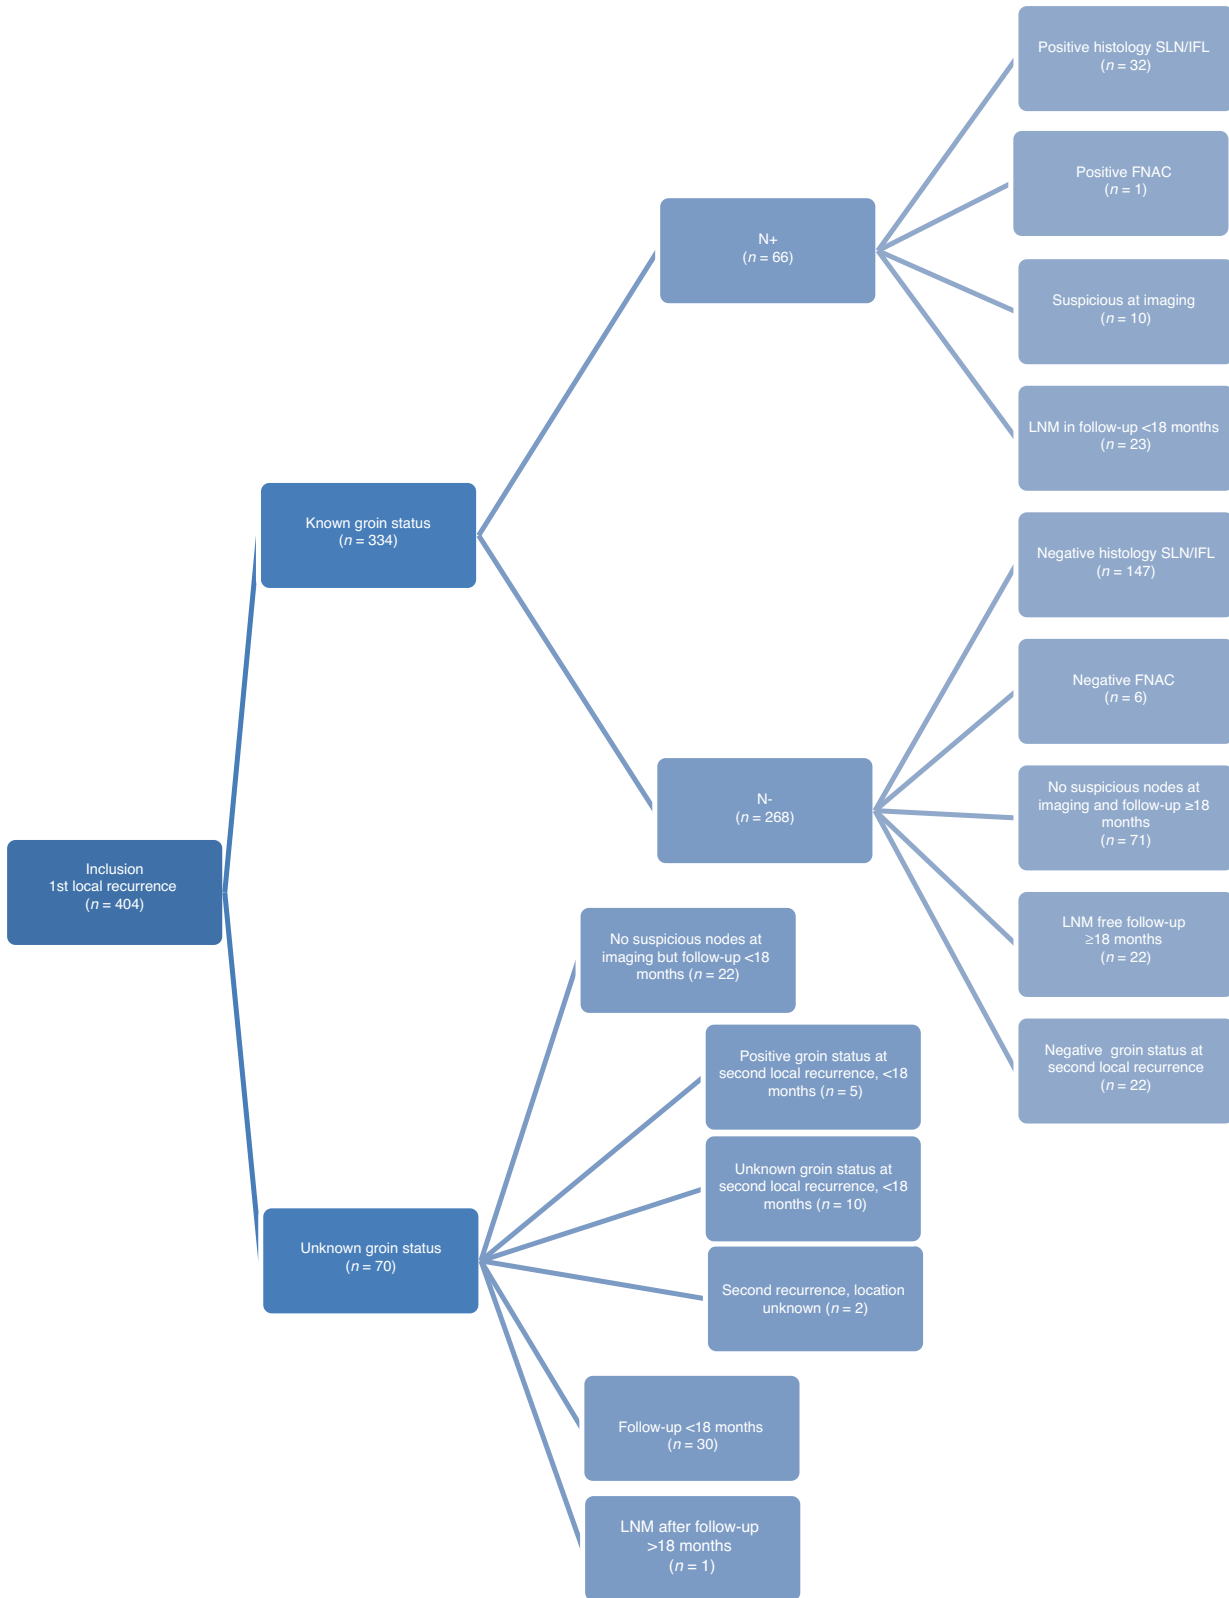 Inclusion
1st local recurrence
(n = 404)
Known groin status
(n = 334)
Unknown groin status
(n = 70)
N+
(n = 66)
N-
(n = 268)
Positive histology SLN/IFL
(n = 32)
Positive FNAC
(n = 1)
Suspicious at imaging
(n = 10)
LNM in follow-up <18 months
(n = 23)
Negative histology SLN/IFL
(n = 147)
Negative FNAC
(n = 6)
No suspicious nodes at
imaging and follow-up ≥18
months
(n = 71)
LNM free follow-up
≥18 months
(n = 22)
Negative groin status at
second local recurrence
(n = 22)
No suspicious nodes at
imaging but follow-up <18
months (n = 22)
Positive groin status at
second local recurrence, <18
months (n = 5)
Unknown groin status at
second local recurrence, <18
months (n = 10)
Second recurrence, location
unknown (n = 2)
Follow-up <18 months
(n = 30)
LNM after follow-up
>18 months
(n = 1)